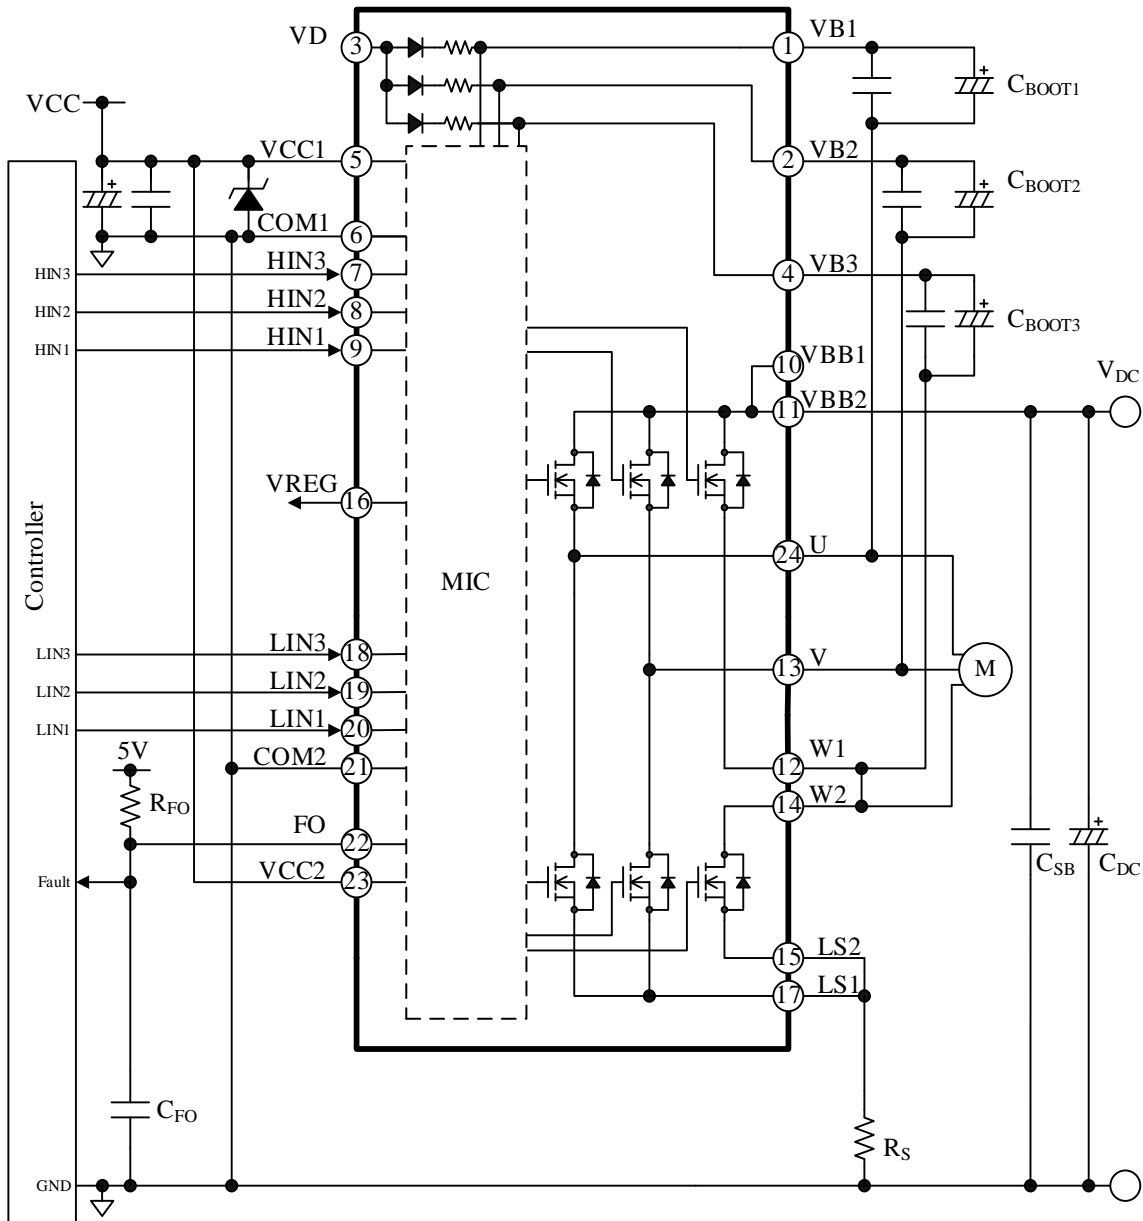 VD
3
1
VB1
C_BOOT1
VCC
VCC1
5
2
VB2
C_BOOT2
COM1
6
HIN3
HIN3
7
4
VB3
HIN2
HIN2
8
C_BOOT3
HIN1
HIN1
9
10
VBB1
V_DC
11
VBB2
VREG
16
Controller
MIC
24
U
LIN3
LIN3
18
13
V
M
LIN2
LIN2
19
LIN1
LIN1
20
5V
COM2
21
12
W1
R_FO
14
W2
FO
22
Fault
VCC2
23
C_SB
C_DC
15
LS2
17
LS1
C_FO
R_S
GND